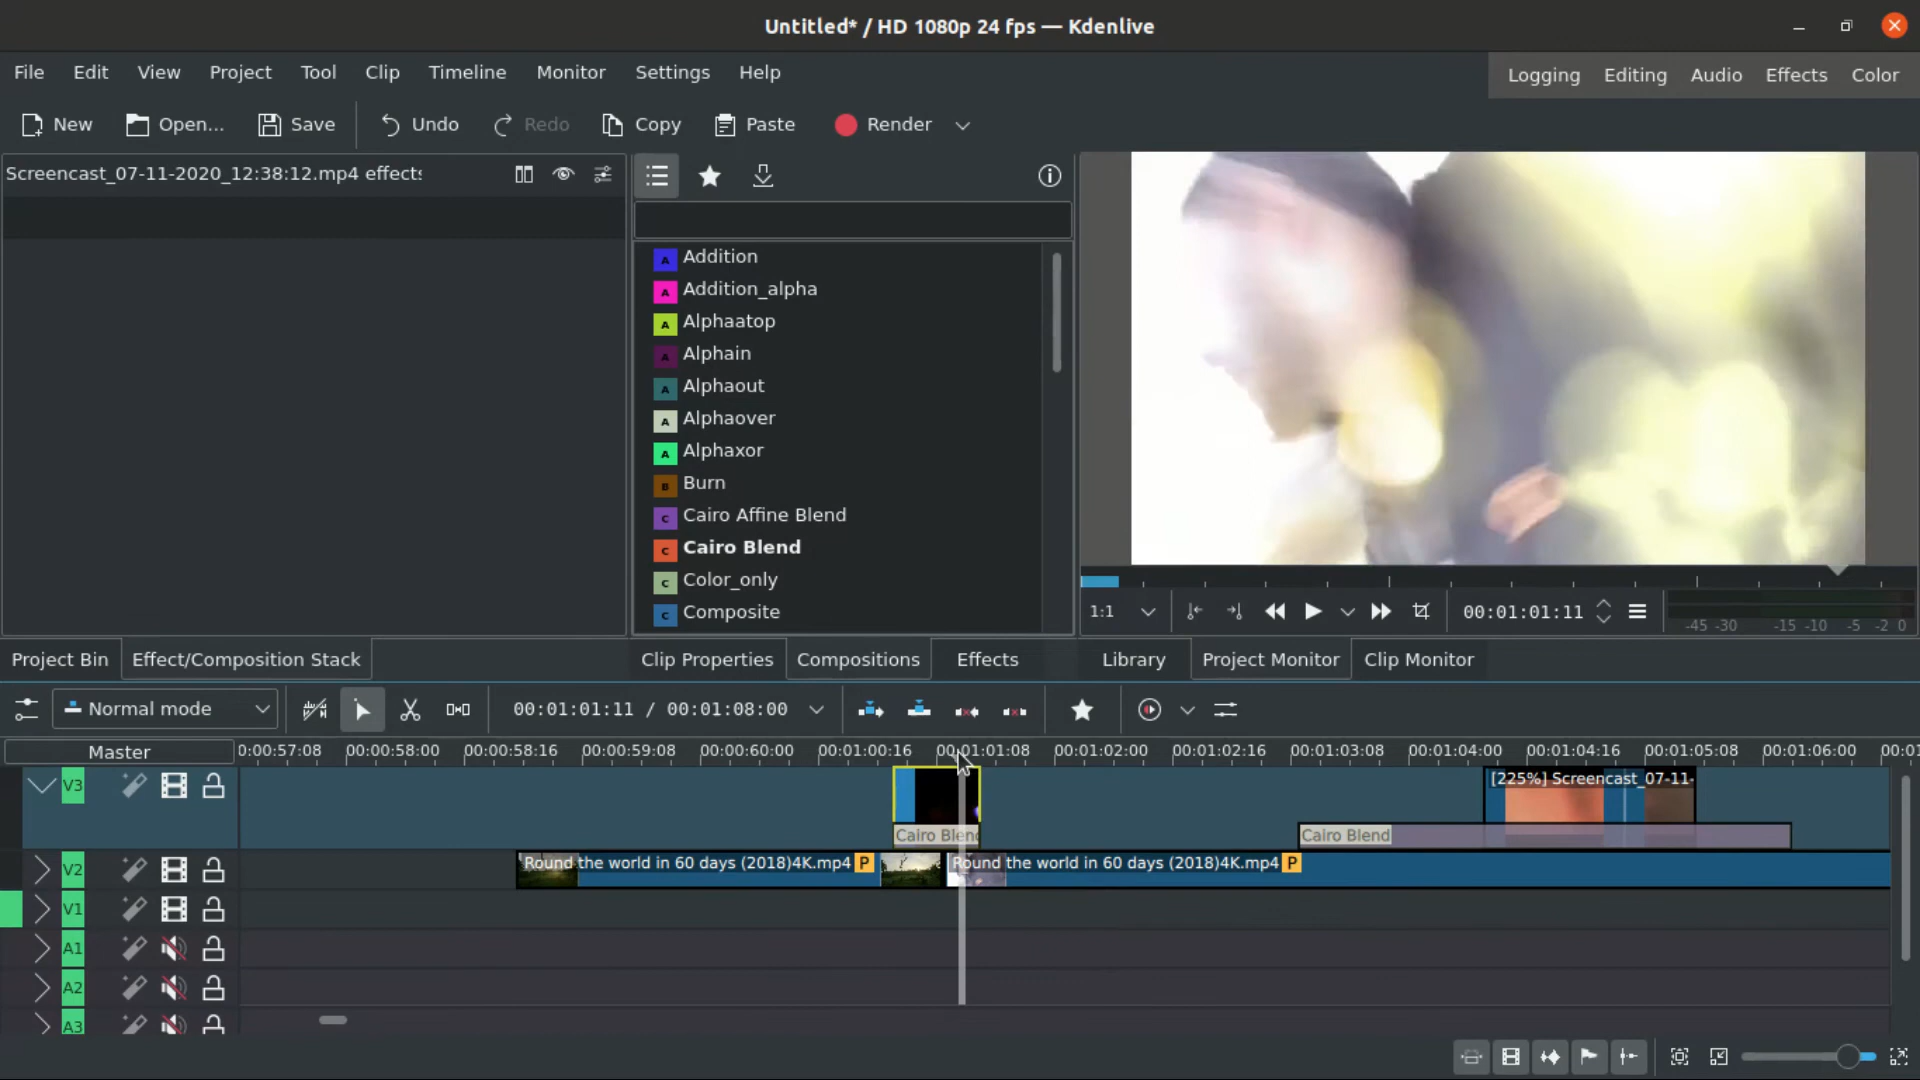 Untitled* / HD 1080p 24 fps — Kdenlive
File Edit View Project Tool Clip Timeline Monitor Settings Help
Logging Editing Audio Effects Color
New Open... Save Undo Redo Copy Paste Render
Screencast_07-11-2020_12:38:12.mp4 effects
A Addition
A Addition_alpha
A Alphaatop
A Alphain
A Alphaout
A Alphaover
A Alphaxor
B Burn
C Cairo Affine Blend
C Cairo Blend
C Color_only
C Composite
1:1 00:01:01:11
-45 -30 -15 -10 -5 -2 0
Project Bin Effect/Composition Stack Clip Properties Compositions Effects Library Project Monitor Clip Monitor
Normal mode 00:01:01:11 / 00:01:08:00
Master 0:00:57:08 00:00:58:00 00:00:58:16 00:00:59:08 00:00:60:00 00:01:00:16 00:01:01:08 00:01:02:00 00:01:02:16 00:01:03:08 00:01:04:00 00:01:04:16 00:01:05:08 00:01:06:00 00:01
V3 [225%] Screencast_07-11-
Cairo Blend Cairo Blend
V2 Round the world in 60 days (2018)4K.mp4 P Round the world in 60 days (2018)4K.mp4 P
V1
A1
A2
A3